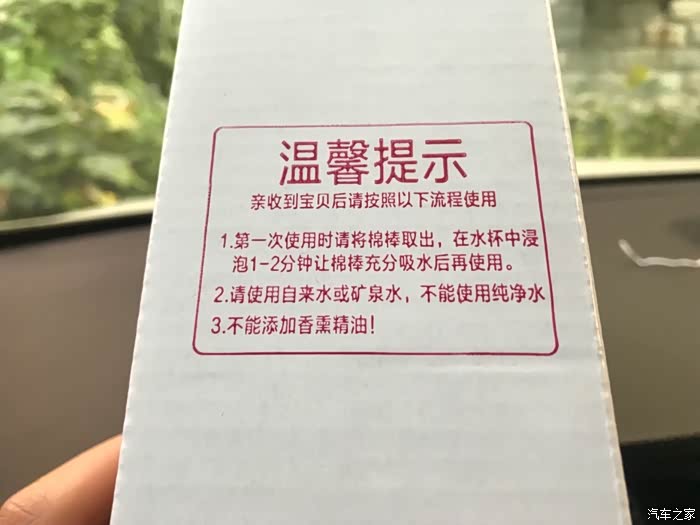 温馨提示
亲收到宝贝后请按照以下流程使用
1.第一次使用时请将棉棒取出，在水杯中浸
泡1-2分钟让棉棒充分吸水后再使用。
2.请使用自来水或矿泉水，不能使用纯净水
3.不能添加香熏精油！
汽车之家